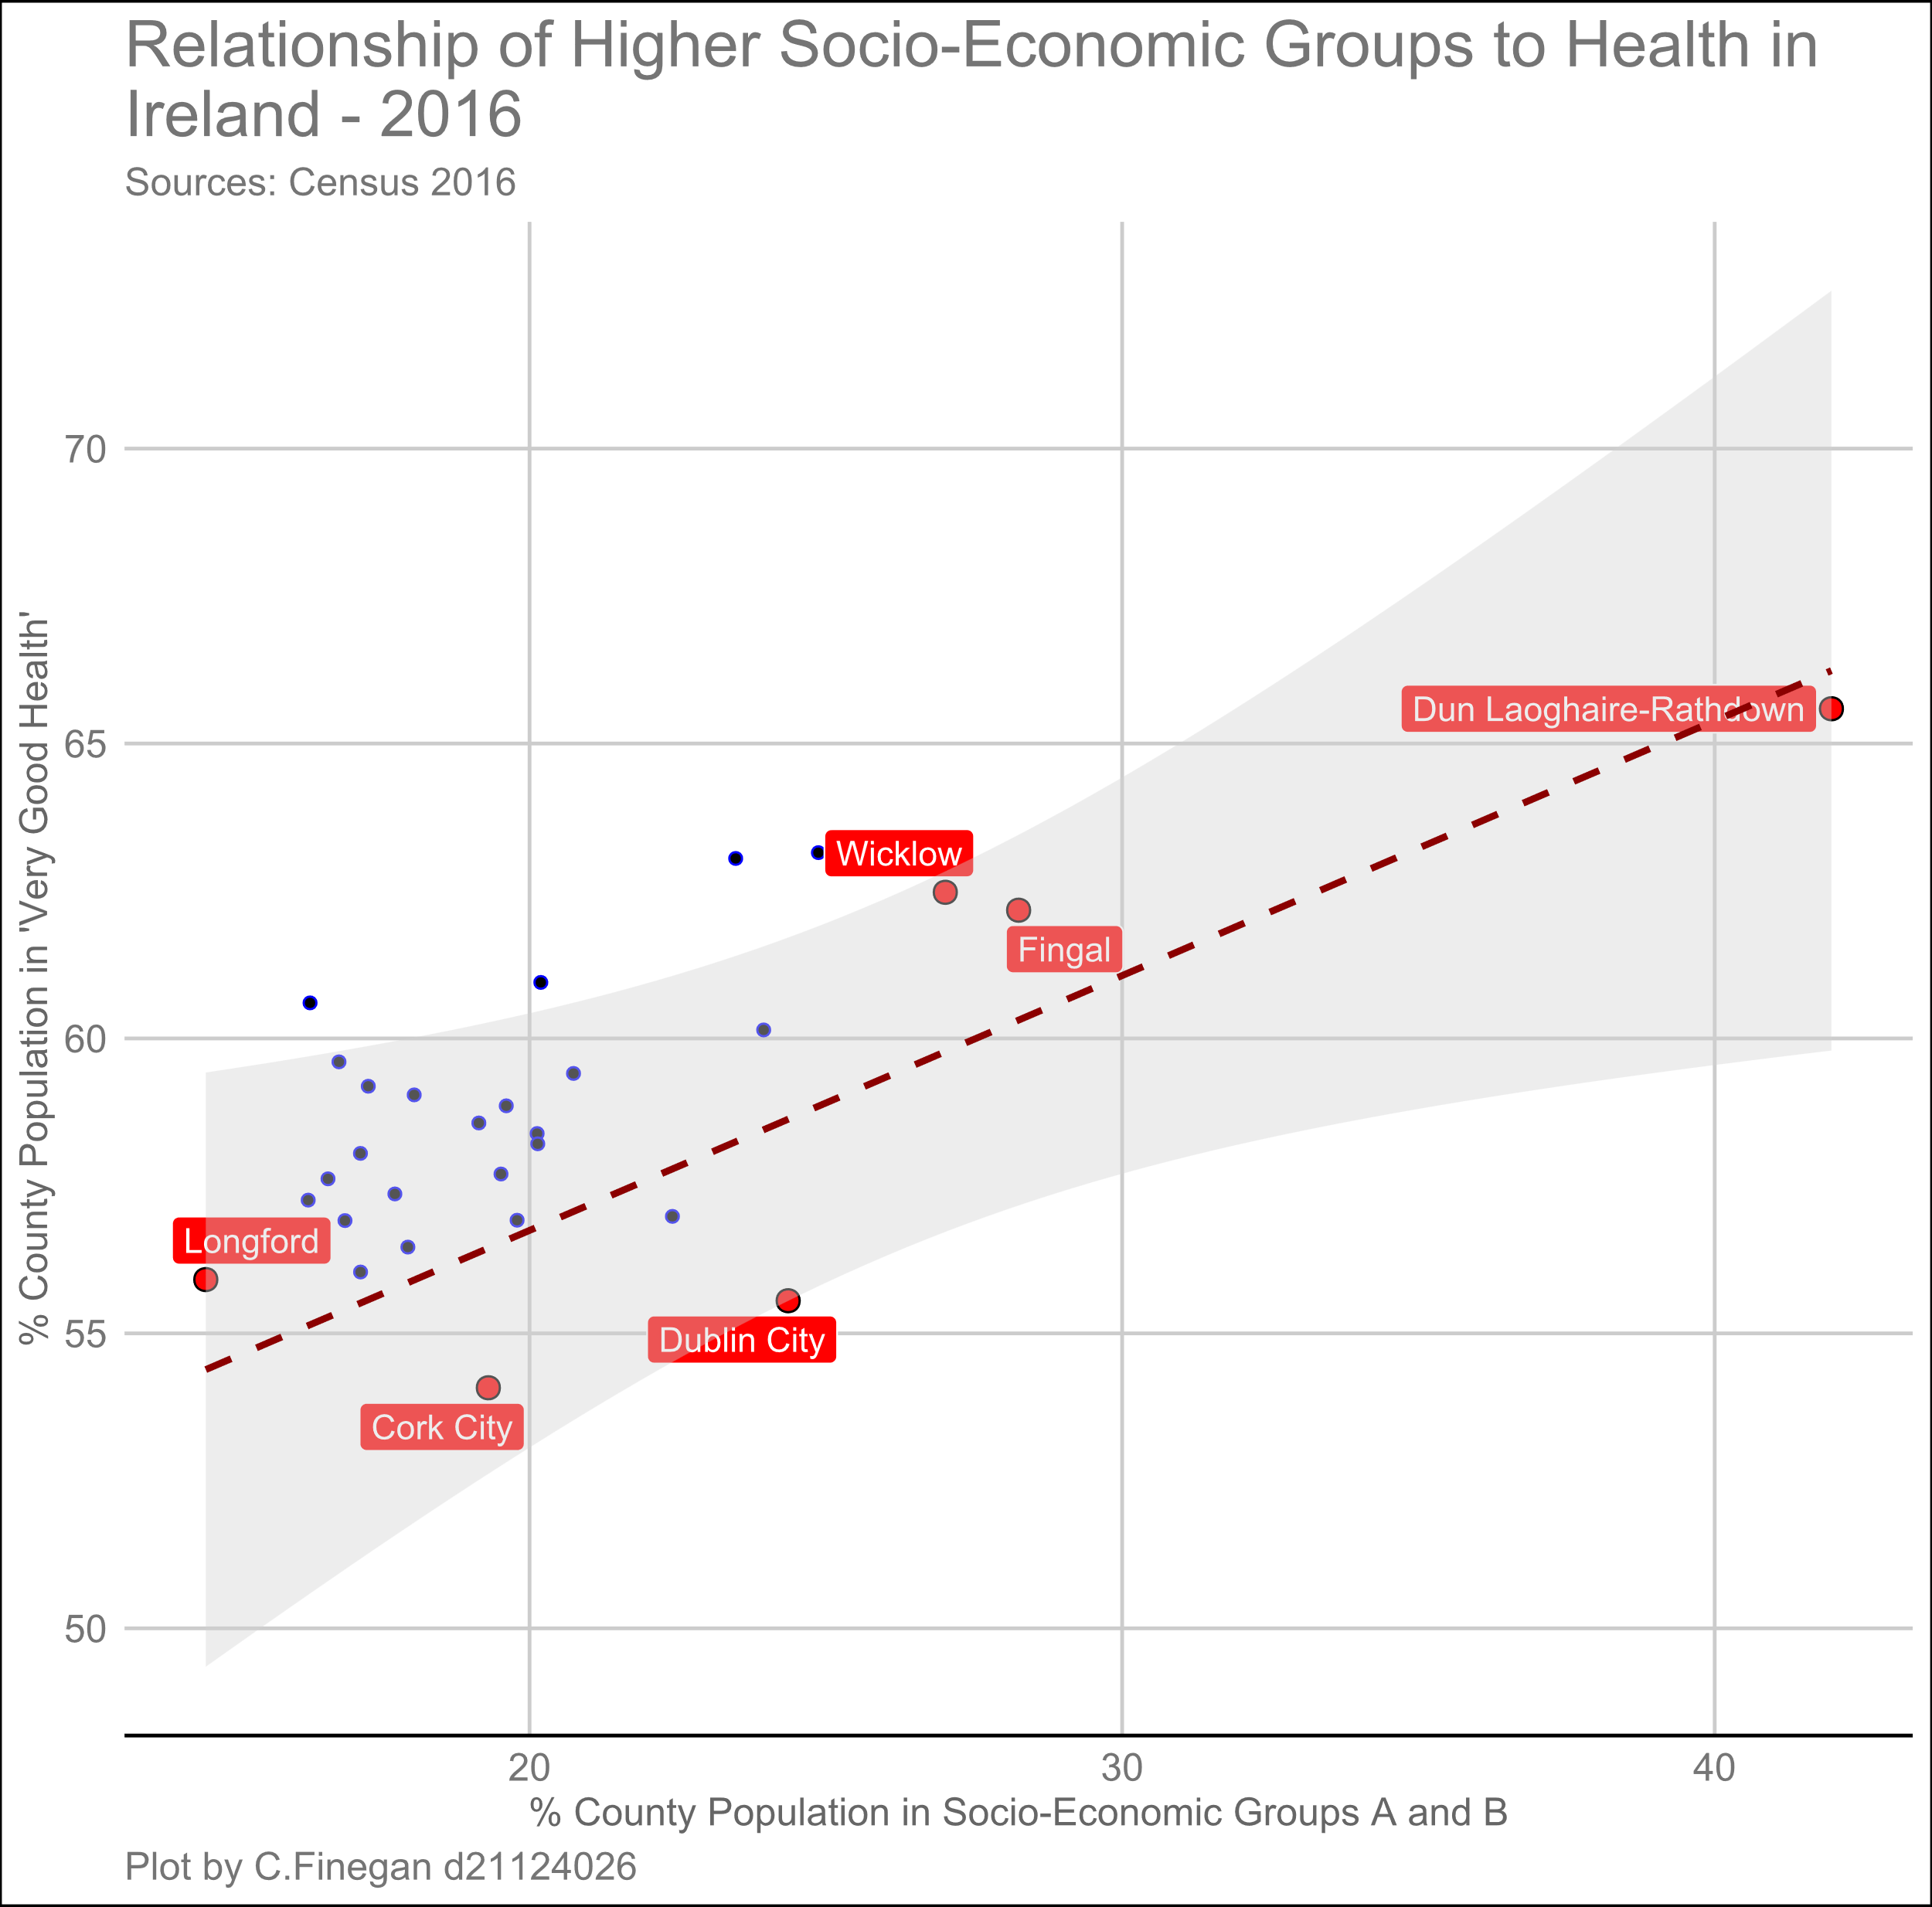 Relationship of Higher Socio-Economic Groups to Health in
Ireland - 2016
Sources: Census 2016
% County Population in 'Very Good Health'
70
65
60
55
50
Dun Laoghaire-Rathdown
Wicklow
Fingal
Longford
Dublin City
Cork City
20
30
40
% County Population in Socio-Economic Groups A and B
Plot by C.Finegan d21124026